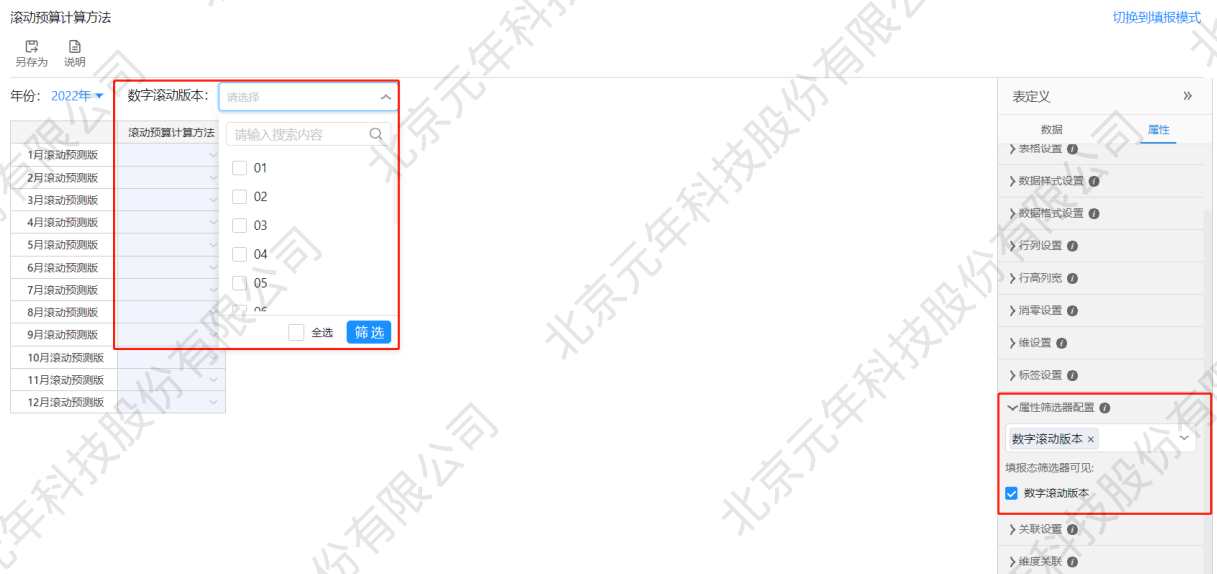 滚动预算计算方法
切换到填报模式
另存为 说明
年份: 2022年 数字滚动版本: 请选择
滚动预算计算方法
请输入搜索内容
01
02
03
04
05
06
全选 筛选
1月滚动预测版
2月滚动预测版
3月滚动预测版
4月滚动预测版
5月滚动预测版
6月滚动预测版
7月滚动预测版
8月滚动预测版
9月滚动预测版
10月滚动预测版
11月滚动预测版
12月滚动预测版
表定义
数据 属性
表格设置
数据样式设置
数据格式设置
行列设置
行高列宽
消零设置
维设置
标签设置
属性筛选器配置
数字滚动版本 ×
填报态筛选器可见:
数字滚动版本
关联设置
维度关联
北京元年科技股份有限公司